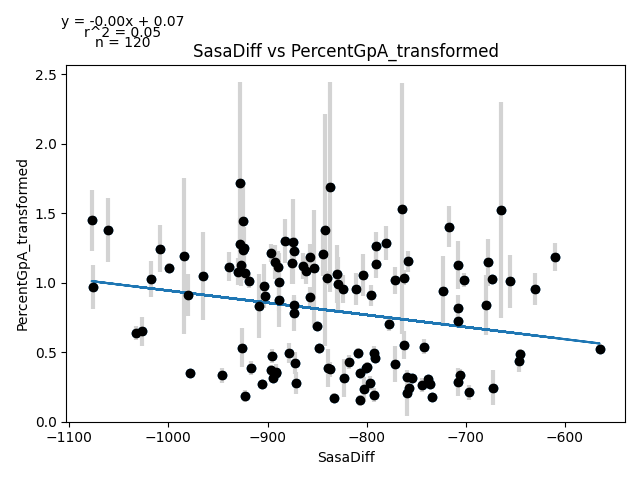 y = -0.00x + 0.07
r^2 = 0.05
n = 120
SasaDiff vs PercentGpA_transformed
PercentGpA_transformed
2.5
2.0
1.5
1.0
0.5
0.0
−1100 −1000 −900 −800 −700 −600
SasaDiff